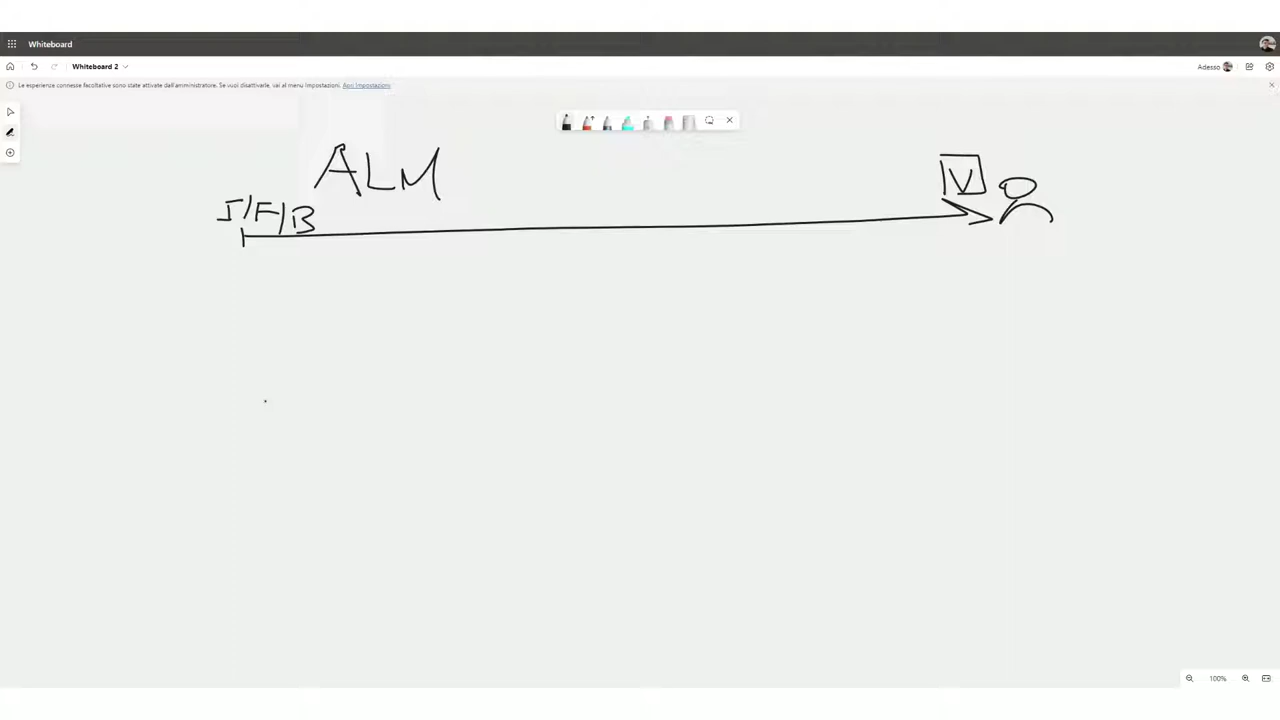 Whiteboard
Whiteboard 2
Adesso
Le esperienze connesse facoltative sono state attivate dall'amministratore. Se vuoi disattivarle, vai al menu Impostazioni. Apri Impostazioni
ALM
V
I/F/B
100%